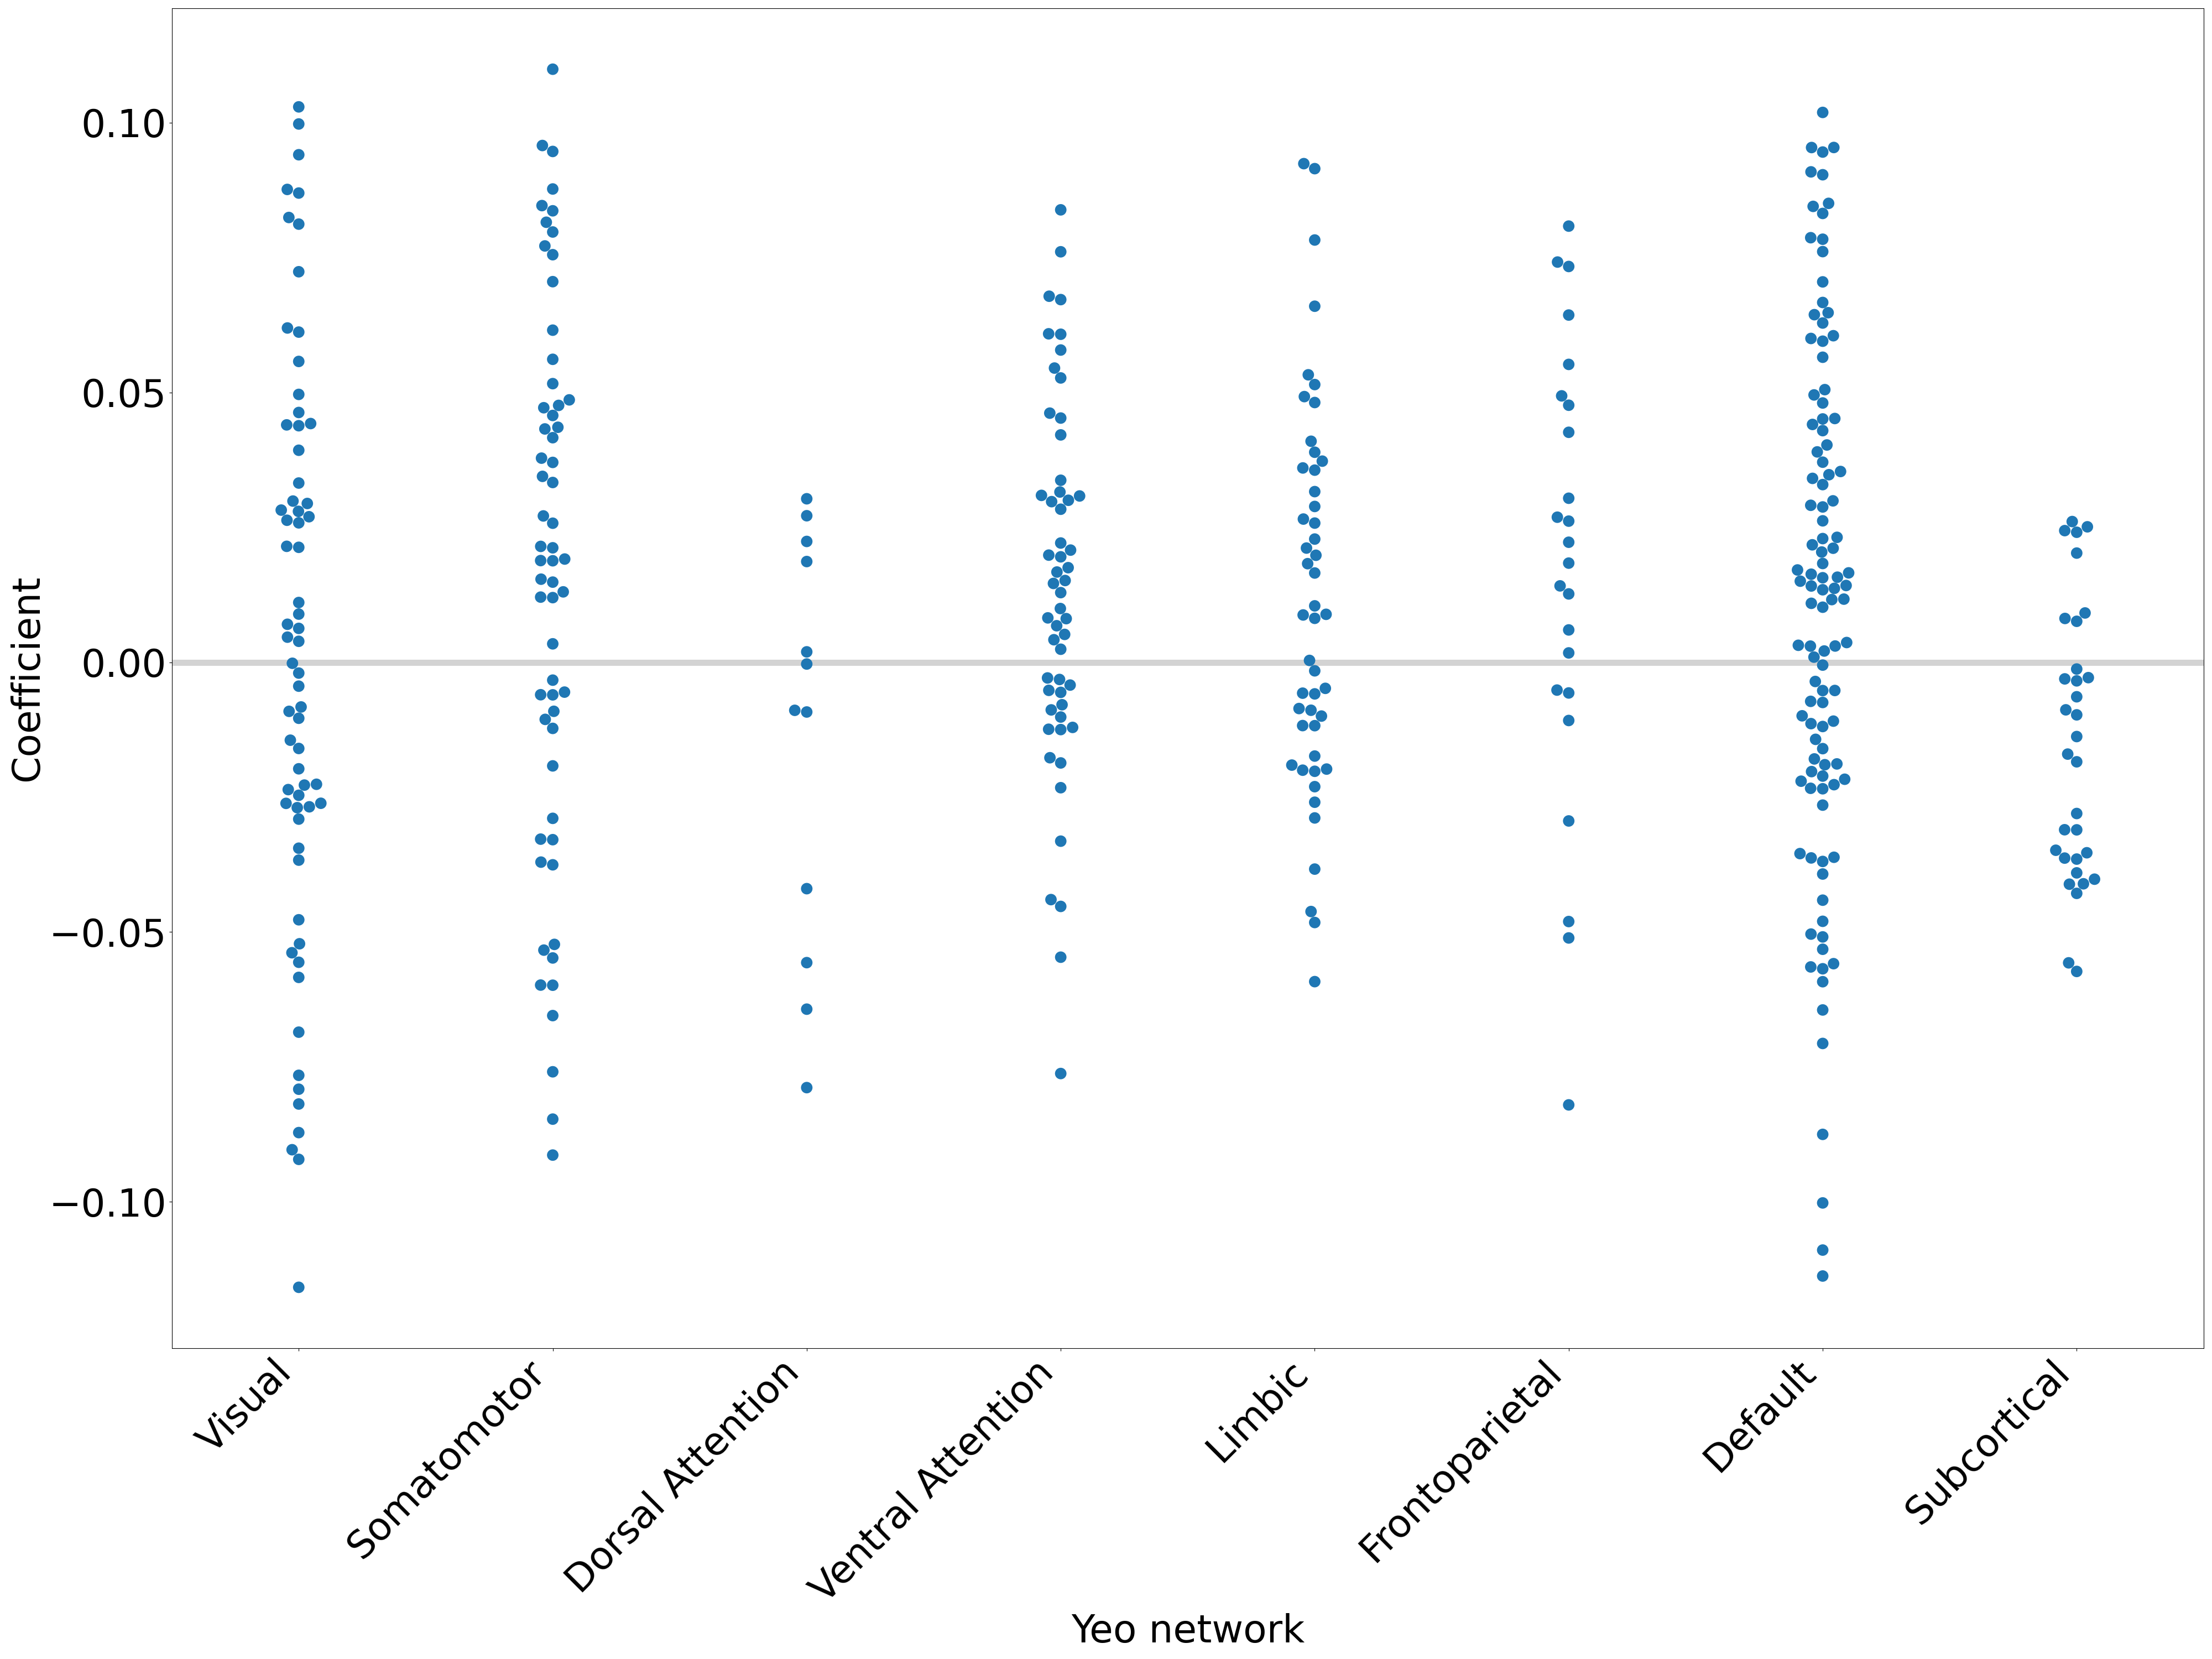 0.10
0.05
0.00
−0.05
−0.10
Coefficient
Visual
Somatomotor
Dorsal Attention
Ventral Attention
Limbic
Frontoparietal
Default
Subcortical
Yeo network